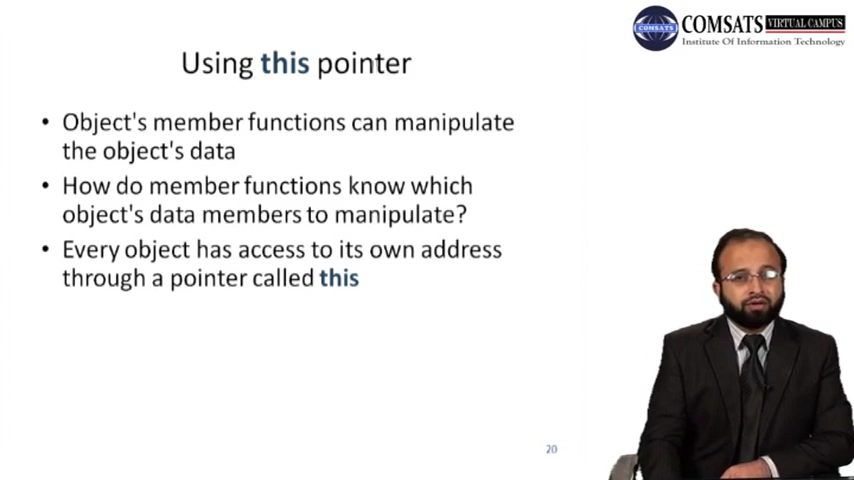 COMSATS VIRTUAL CAMPUS
Institute Of Information Technology
COMSATS
Using this pointer
• Object's member functions can manipulate
the object's data
• How do member functions know which
object's data members to manipulate?
• Every object has access to its own address
through a pointer called this
20